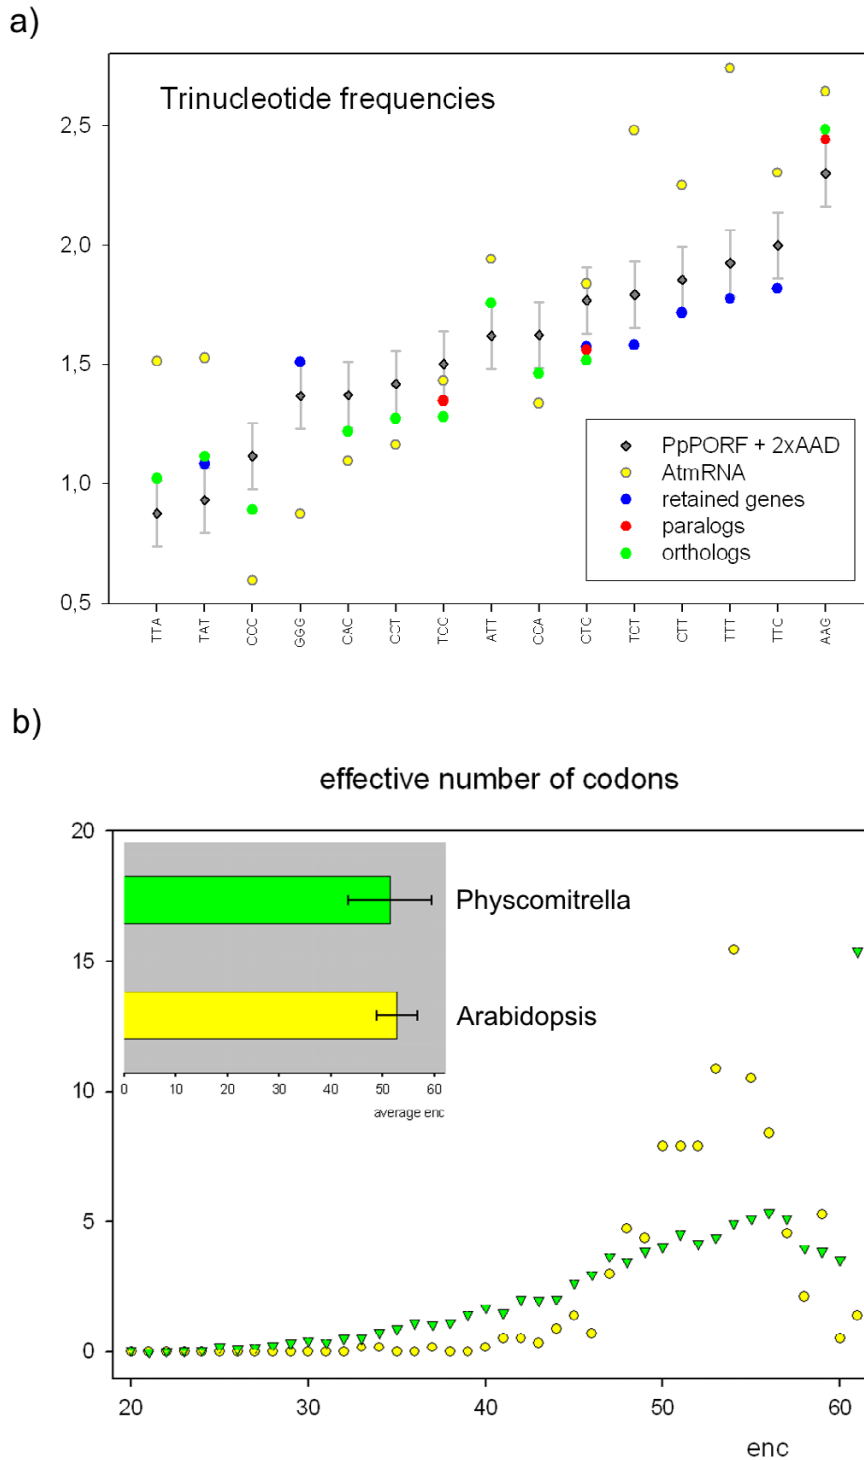 a)
Trinucleotide frequencies
2,5
2,0
1,5
1,0
0,5
PpPORF + 2xAAD
AtmRNA
retained genes
paralogs
orthologs
TTA TAT CCC GGG CAC CCT TCC ATT CCA CTC TCT CTT TTT TTC AAG
b)
effective number of codons
20
15
10
5
0
Physcomitrella
Arabidopsis
0 10 20 30 40 50 60
average enc
20 30 40 50 60
enc